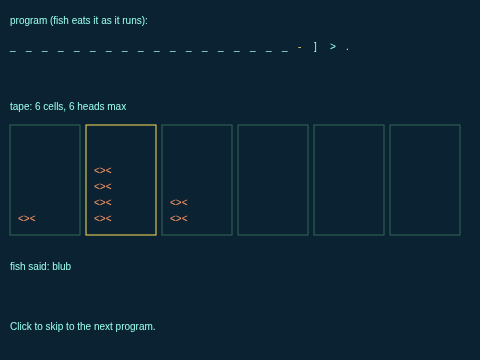 program (fish eats it as it runs):
_ _ _ _ _ _ _ _ _ _ _ _ _ _ _ _ _ _ - ] > .
tape: 6 cells, 6 heads max
<><
<><
<>< <><
<>< <>< <><
fish said: blub
Click to skip to the next program.